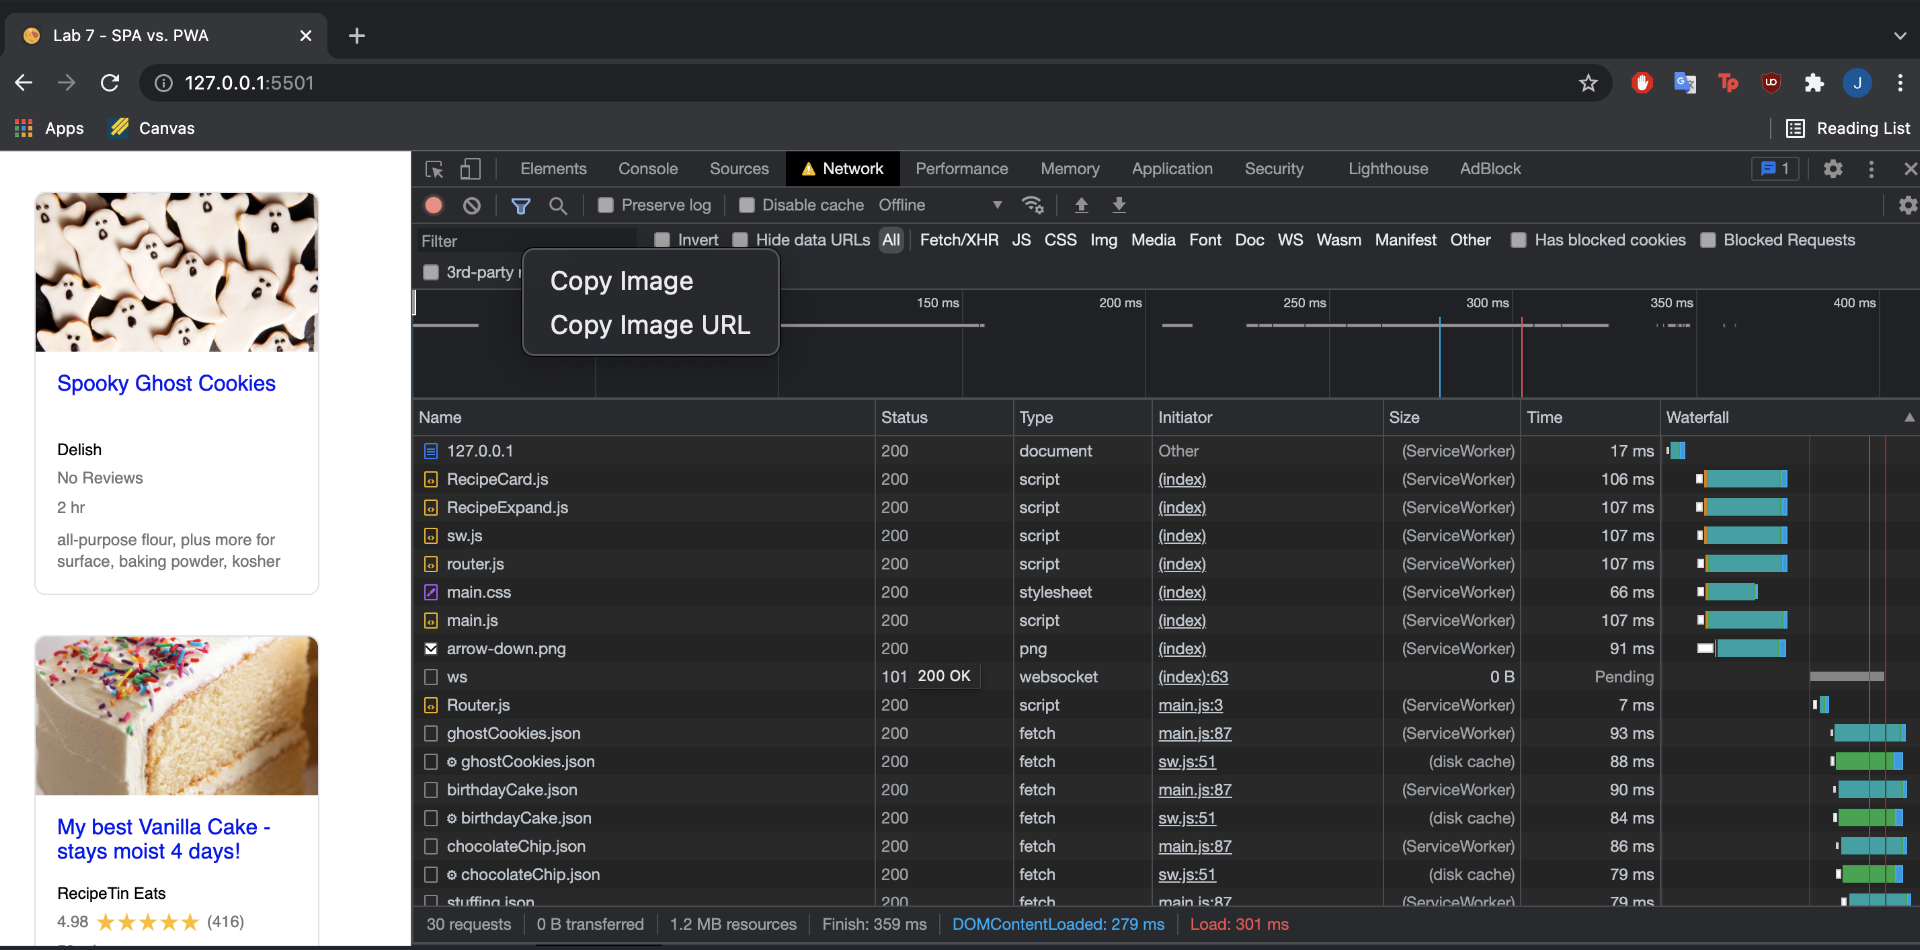 Lab 7 - SPA vs. PWA
127.0.0.1:5501
Tp
J
Apps
Canvas
Reading List
Elements Console Sources Network Performance Memory Application Security Lighthouse AdBlock 1
Preserve log Disable cache Offline
Filter Invert Hide data URLs All Fetch/XHR JS CSS Img Media Font Doc WS Wasm Manifest Other Has blocked cookies Blocked Requests
3rd-party
Copy Image
Copy Image URL
150 ms 200 ms 250 ms 300 ms 350 ms 400 ms
Name Status Type Initiator Size Time Waterfall
127.0.0.1 200 document Other (ServiceWorker) 17 ms
RecipeCard.js 200 script (index) (ServiceWorker) 106 ms
RecipeExpand.js 200 script (index) (ServiceWorker) 107 ms
sw.js 200 script (index) (ServiceWorker) 107 ms
router.js 200 script (index) (ServiceWorker) 107 ms
main.css 200 stylesheet (index) (ServiceWorker) 66 ms
main.js 200 script (index) (ServiceWorker) 107 ms
arrow-down.png 200 png (index) (ServiceWorker) 91 ms
ws 101 200 OK websocket (index):63 0 B Pending
Router.js 200 script main.js:3 (ServiceWorker) 7 ms
ghostCookies.json 200 fetch main.js:87 (ServiceWorker) 93 ms
ghostCookies.json 200 fetch sw.js:51 (disk cache) 88 ms
birthdayCake.json 200 fetch main.js:87 (ServiceWorker) 90 ms
birthdayCake.json 200 fetch sw.js:51 (disk cache) 84 ms
chocolateChip.json 200 fetch main.js:87 (ServiceWorker) 86 ms
chocolateChip.json 200 fetch sw.js:51 (disk cache) 79 ms
stuffing.json 200 fetch main.js:87 (ServiceWorker) 79 ms
30 requests 0 B transferred 1.2 MB resources Finish: 359 ms DOMContentLoaded: 279 ms Load: 301 ms
Spooky Ghost Cookies
Delish
No Reviews
2 hr
all-purpose flour, plus more for
surface, baking powder, kosher
My best Vanilla Cake -
stays moist 4 days!
RecipeTin Eats
4.98 (416)